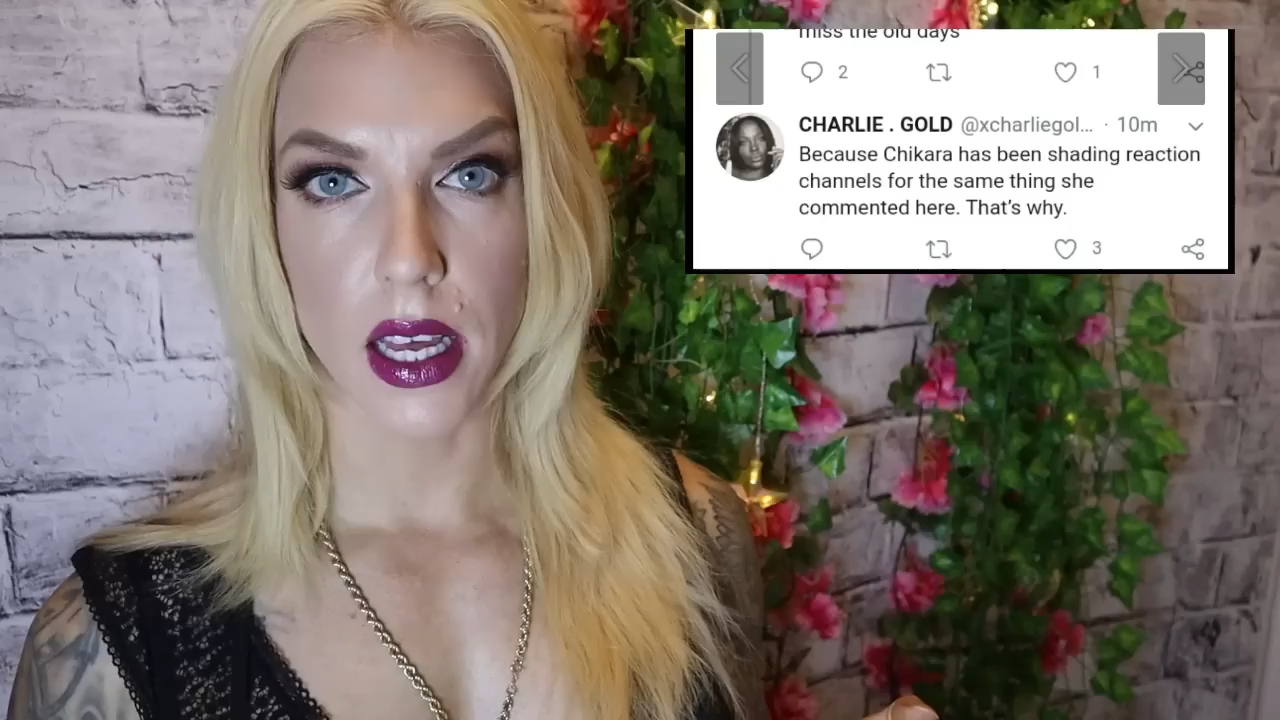 miss the old days
2 1
CHARLIE . GOLD @xcharliegol... · 10m
Because Chikara has been shading reaction
channels for the same thing she
commented here. That’s why.
3